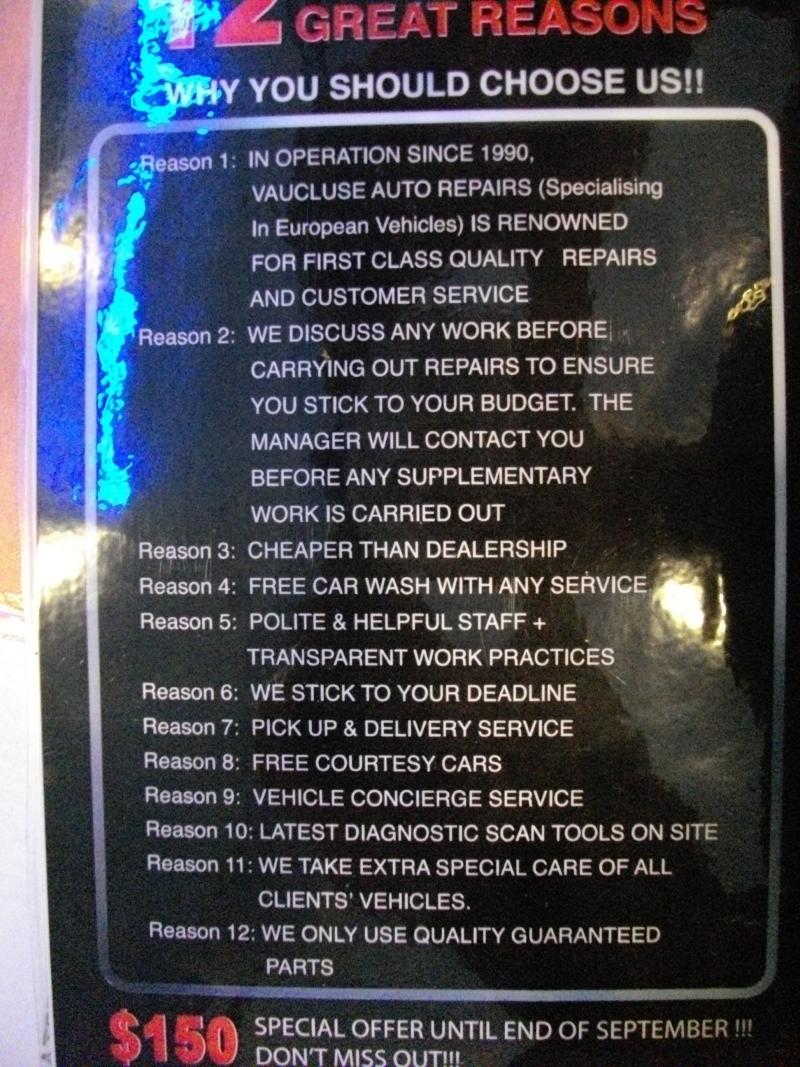 12 GREAT REASONS
WHY YOU SHOULD CHOOSE US!!
Reason 1: IN OPERATION SINCE 1990,
VAUCLUSE AUTO REPAIRS (Specialising
In European Vehicles) IS RENOWNED
FOR FIRST CLASS QUALITY REPAIRS
AND CUSTOMER SERVICE
Reason 2: WE DISCUSS ANY WORK BEFORE
CARRYING OUT REPAIRS TO ENSURE
YOU STICK TO YOUR BUDGET. THE
MANAGER WILL CONTACT YOU
BEFORE ANY SUPPLEMENTARY
WORK IS CARRIED OUT
Reason 3: CHEAPER THAN DEALERSHIP
Reason 4: FREE CAR WASH WITH ANY SERVICE
Reason 5: POLITE & HELPFUL STAFF +
TRANSPARENT WORK PRACTICES
Reason 6: WE STICK TO YOUR DEADLINE
Reason 7: PICK UP & DELIVERY SERVICE
Reason 8: FREE COURTESY CARS
Reason 9: VEHICLE CONCIERGE SERVICE
Reason 10: LATEST DIAGNOSTIC SCAN TOOLS ON SITE
Reason 11: WE TAKE EXTRA SPECIAL CARE OF ALL
CLIENTS' VEHICLES.
Reason 12: WE ONLY USE QUALITY GUARANTEED
PARTS
$150 SPECIAL OFFER UNTIL END OF SEPTEMBER !!!
DON'T MISS OUT!!!